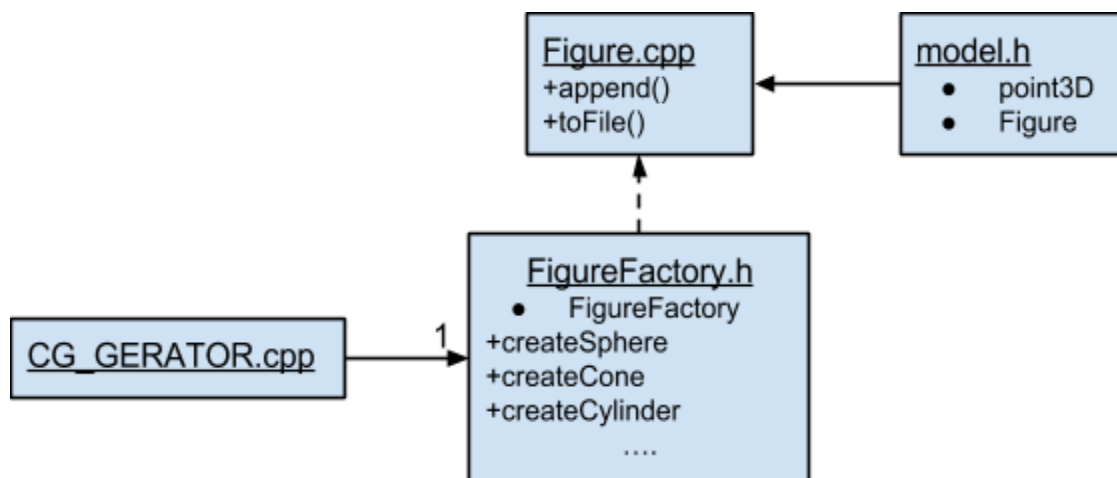 Figure.cpp
+append()
+toFile()
model.h
● point3D
● Figure
FigureFactory.h
● FigureFactory
+createSphere
+createCone
+createCylinder
....
CG_GERATOR.cpp
1